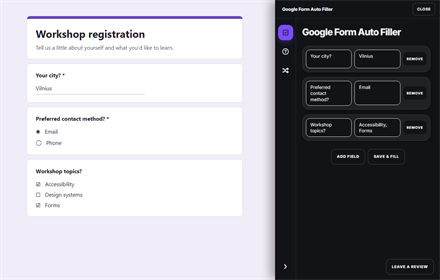 Workshop registration
Tell us a little about yourself and what you'd like to learn.
Your city? *
Vilnius
Preferred contact method? *
Email
Phone
Workshop topics?
Accessibility
Design systems
Forms
Google Form Auto Filler
CLOSE
Google Form Auto Filler
Your city?
Vilnius
REMOVE
Preferred
contact
method?
Email
REMOVE
Workshop
topics?
Accessibility,
Forms
REMOVE
ADD FIELD
SAVE & FILL
LEAVE A REVIEW